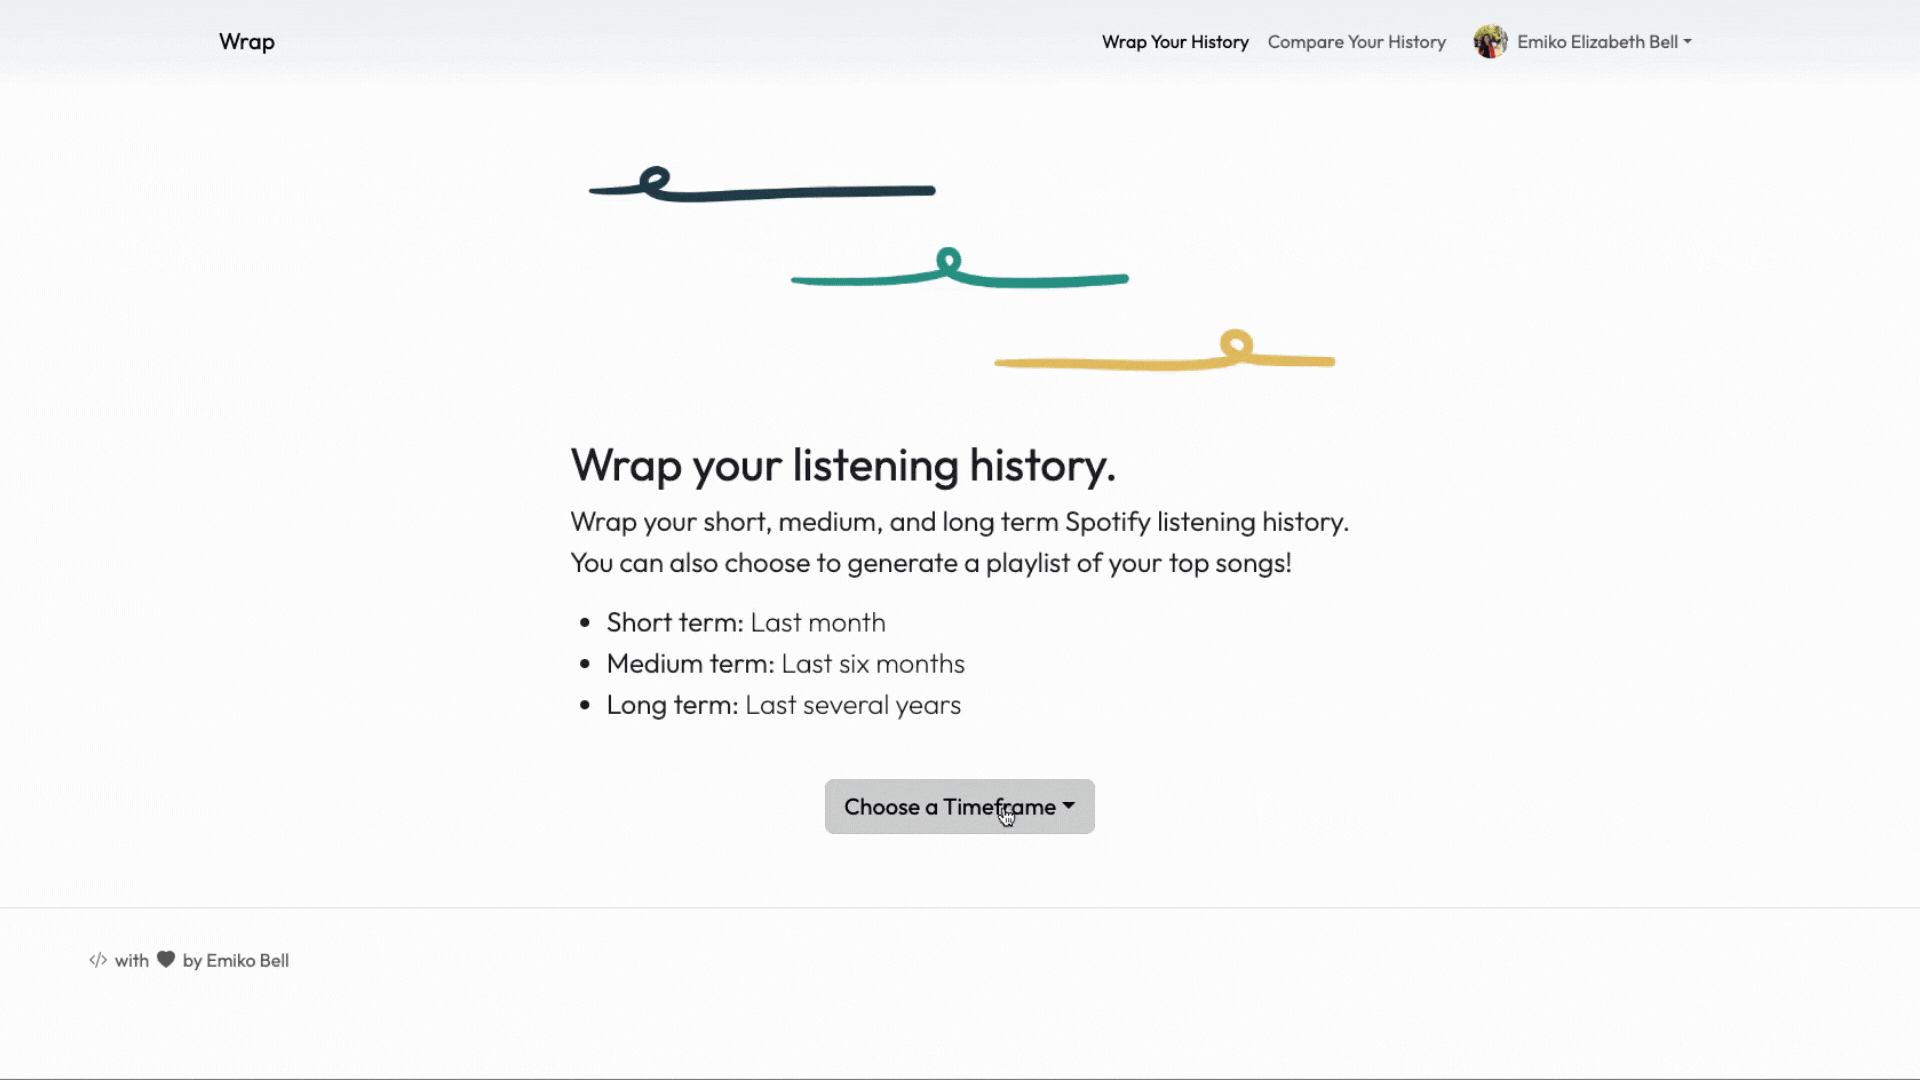 Wrap
Wrap Your History
Compare Your History
Emiko Elizabeth Bell
Wrap your listening history.
Wrap your short, medium, and long term Spotify listening history.
You can also choose to generate a playlist of your top songs!
Short term: Last month
Medium term: Last six months
Long term: Last several years
Choose a Timeframe
</> with ♥ by Emiko Bell